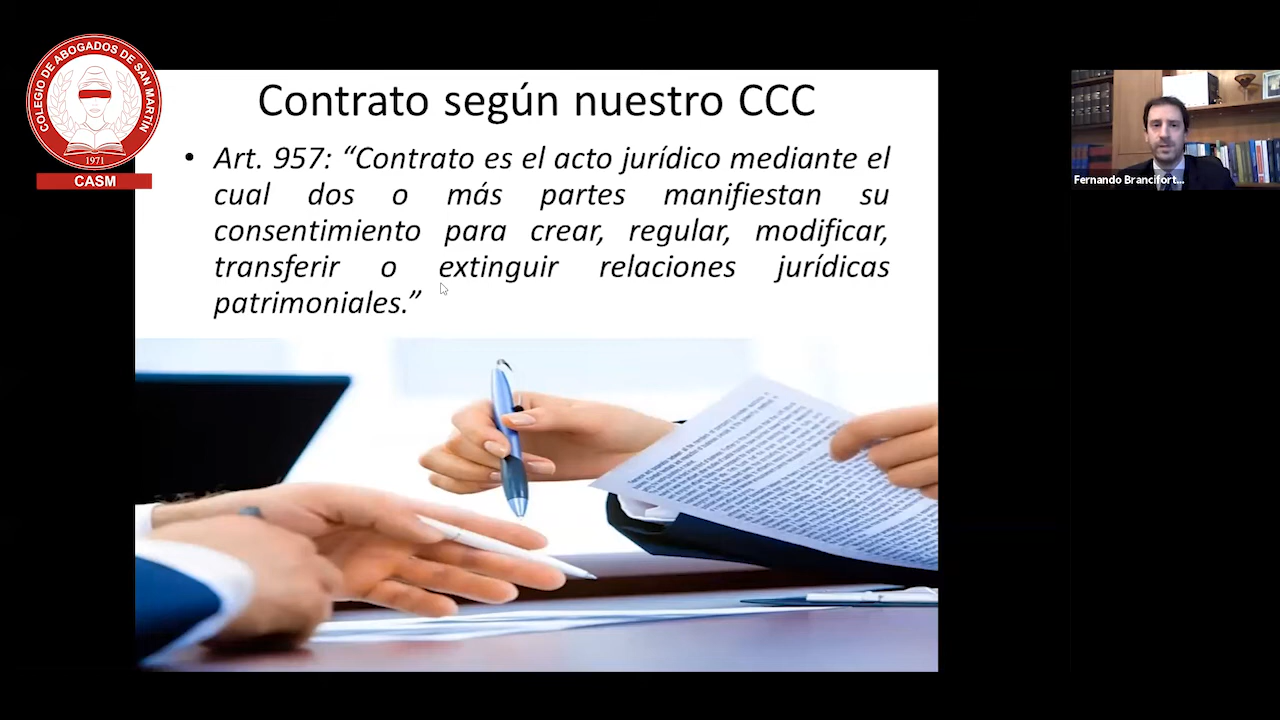 COLEGIO DE ABOGADOS DE SAN MARTÍN
1971
CASM
Contrato según nuestro CCC
• Art. 957: “Contrato es el acto jurídico mediante el
cual dos o más partes manifiestan su
consentimiento para crear, regular, modificar,
transferir o extinguir relaciones jurídicas
patrimoniales.”
Fernando Brancifort...